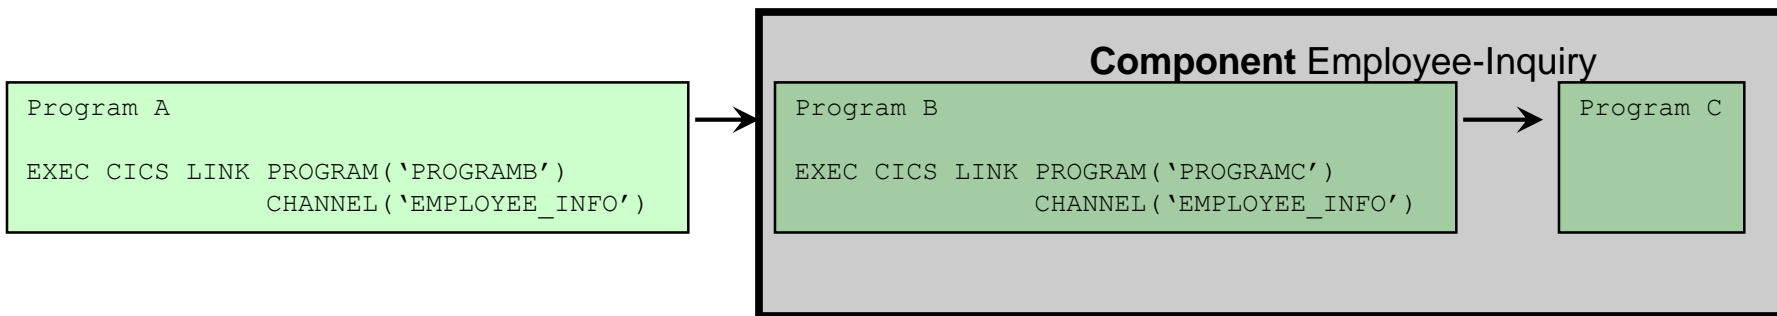 Component Employee-Inquiry
Program A
EXEC CICS LINK PROGRAM(‘PROGRAMB’)
CHANNEL(‘EMPLOYEE_INFO’)
Program B
EXEC CICS LINK PROGRAM(‘PROGRAMC’)
CHANNEL(‘EMPLOYEE_INFO’)
Program C